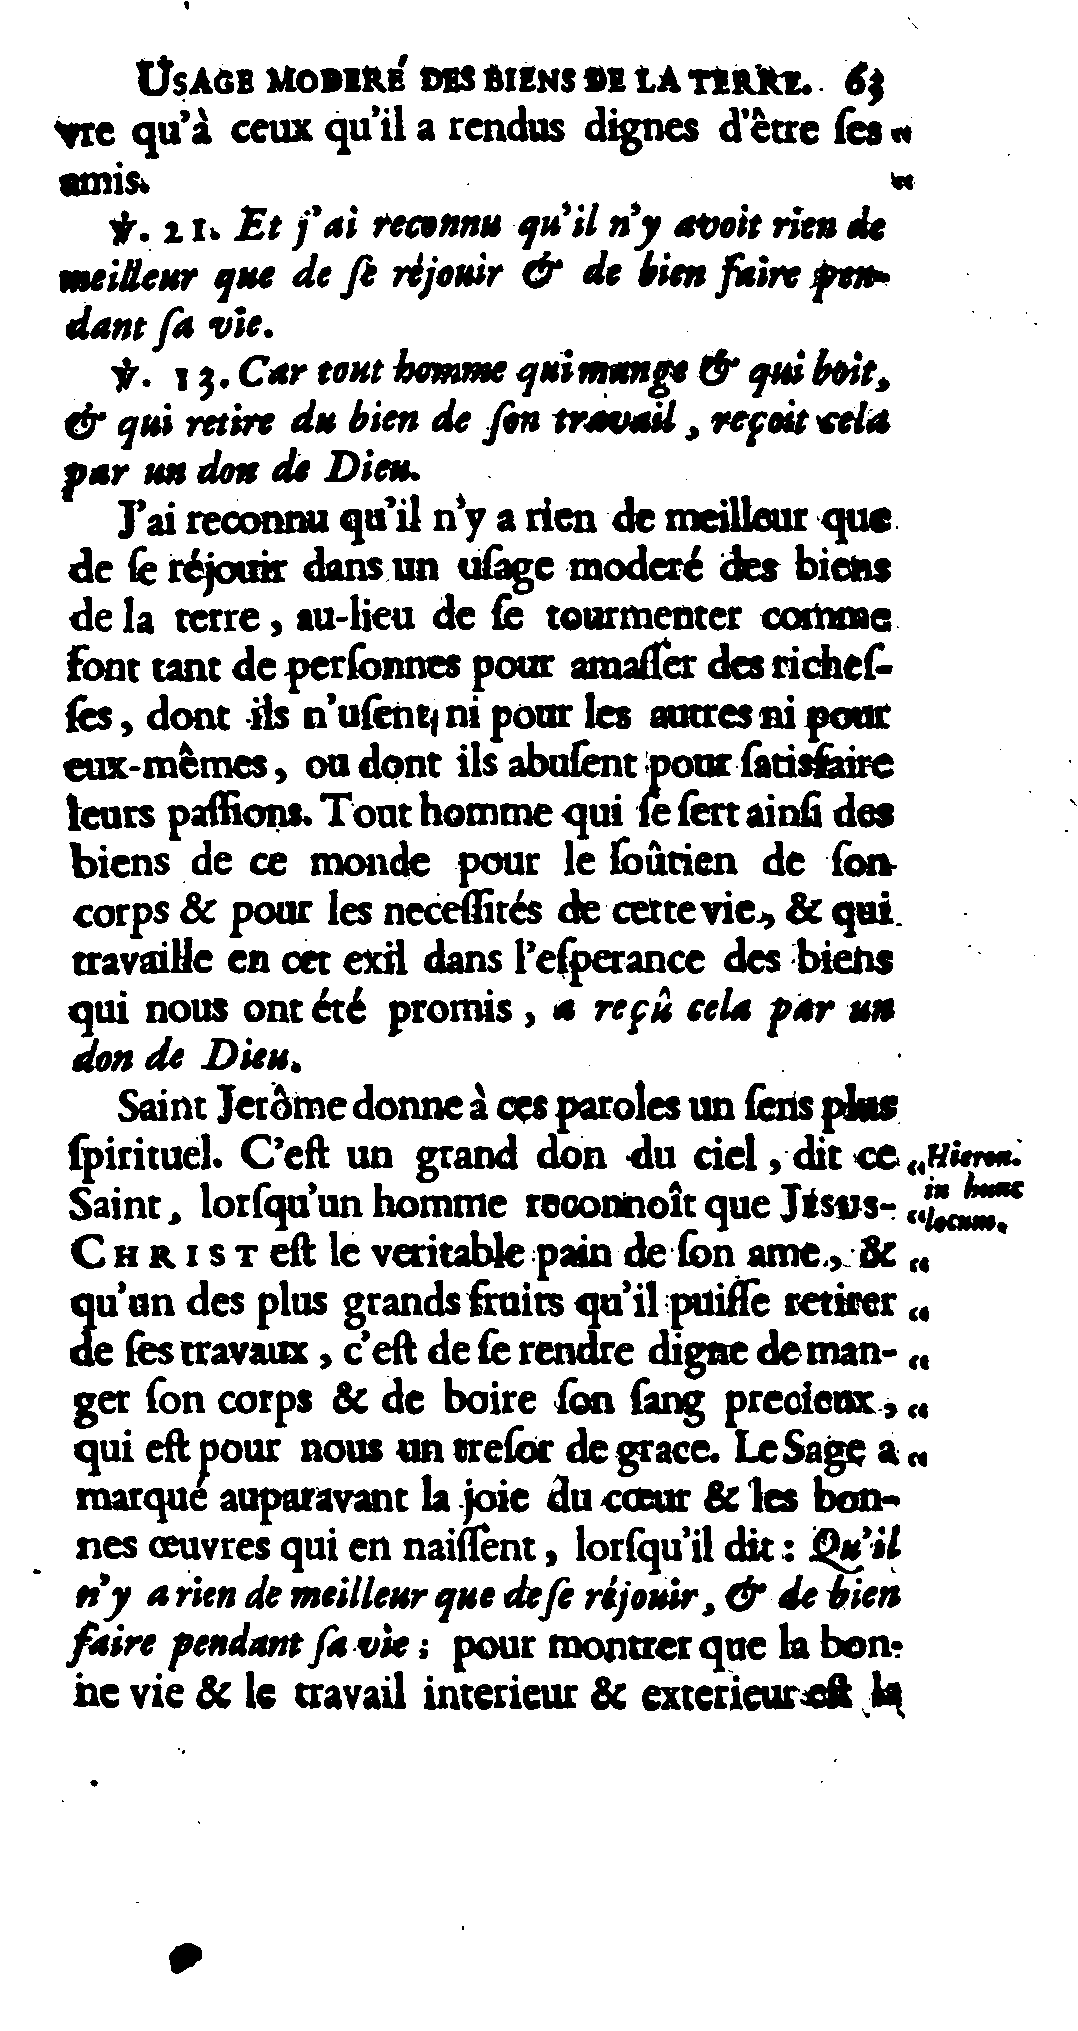 USAGE MODERÉ DES BIENS DE LA TERRE. 63
vre qu'à ceux qu'il a rendus dignes d'être ſes „
amis. „
℣. 21. Et j'ai reconnu qu'il n'y avoit rien de
meilleur que de ſe réjouir & de bien faire pen-
dant ſa vie.
℣. 13. Car tout homme qui mange & qui boit,
& qui retire du bien de ſon travail, reçoit cela
par un don de Dieu.
J'ai reconnu qu'il n'y a rien de meilleur que
de ſe réjouir dans un uſage moderé des biens
de la terre, au-lieu de ſe tourmenter comme
font tant de perſonnes pour amaſſer des richeſ-
ſes, dont ils n'uſent, ni pour les autres ni pour
eux-mêmes, ou dont ils abuſent pour ſatisfaire
leurs paſſions. Tout homme qui ſe ſert ainſi des
biens de ce monde pour le ſoûtien de ſon
corps & pour les neceſſités de cette vie, & qui
travaille en cet exil dans l'eſperance des biens
qui nous ont été promis, a reçû cela par un
don de Dieu.
Saint Jerôme donne à ces paroles un ſens plus
ſpirituel. C'eſt un grand don du ciel, dit ce „ Hieron.
Saint, lorſqu'un homme reconnoît que JESUS- „ in hunc locum.
CHRIST eſt le veritable pain de ſon ame, & „
qu'un des plus grands fruits qu'il puiſſe retirer „
de ſes travaux, c'eſt de ſe rendre digne de man- „
ger ſon corps & de boire ſon ſang precieux, „
qui eſt pour nous un treſor de grace. Le Sage a „
marqué auparavant la joie du cœur & les bon-
nes œuvres qui en naiſſent, lorſqu'il dit : Qu'il
n'y a rien de meilleur que de ſe réjouir, & de bien
faire pendant ſa vie : pour montrer que la bon-
ne vie & le travail interieur & exterieur eſt la